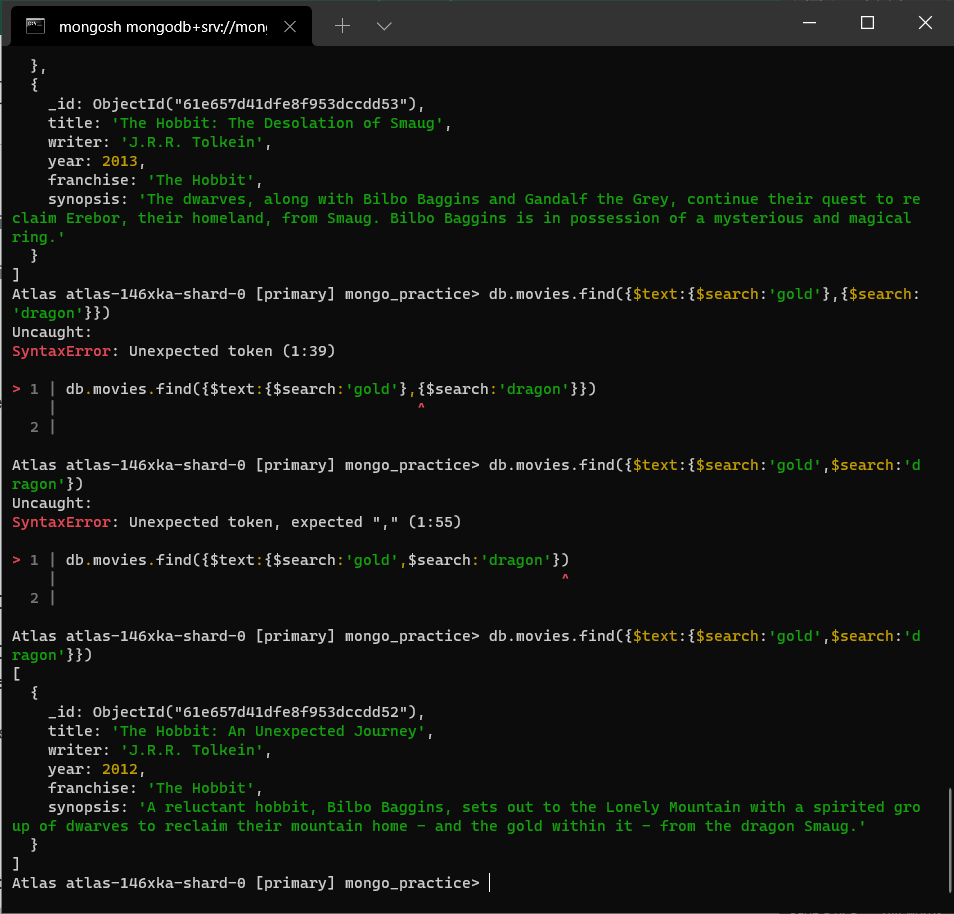 mongosh mongodb+srv://mon
  },
  {
    _id: ObjectId("61e657d41dfe8f953dccdd53"),
    title: 'The Hobbit: The Desolation of Smaug',
    writer: 'J.R.R. Tolkein',
    year: 2013,
    franchise: 'The Hobbit',
    synopsis: 'The dwarves, along with Bilbo Baggins and Gandalf the Grey, continue their quest to re
claim Erebor, their homeland, from Smaug. Bilbo Baggins is in possession of a mysterious and magical
ring.'
  }
]
Atlas atlas-146xka-shard-0 [primary] mongo_practice> db.movies.find({$text:{$search:'gold'},{$search:
'dragon'}})
Uncaught:
SyntaxError: Unexpected token (1:39)
> 1 | db.movies.find({$text:{$search:'gold'},{$search:'dragon'}})
    |                                        ^
  2 |
Atlas atlas-146xka-shard-0 [primary] mongo_practice> db.movies.find({$text:{$search:'gold',$search:'d
ragon'})
Uncaught:
SyntaxError: Unexpected token, expected "," (1:55)
> 1 | db.movies.find({$text:{$search:'gold',$search:'dragon'})
    |                                                        ^
  2 |
Atlas atlas-146xka-shard-0 [primary] mongo_practice> db.movies.find({$text:{$search:'gold',$search:'d
ragon'}})
[
  {
    _id: ObjectId("61e657d41dfe8f953dccdd52"),
    title: 'The Hobbit: An Unexpected Journey',
    writer: 'J.R.R. Tolkein',
    year: 2012,
    franchise: 'The Hobbit',
    synopsis: 'A reluctant hobbit, Bilbo Baggins, sets out to the Lonely Mountain with a spirited gro
up of dwarves to reclaim their mountain home - and the gold within it - from the dragon Smaug.'
  }
]
Atlas atlas-146xka-shard-0 [primary] mongo_practice>